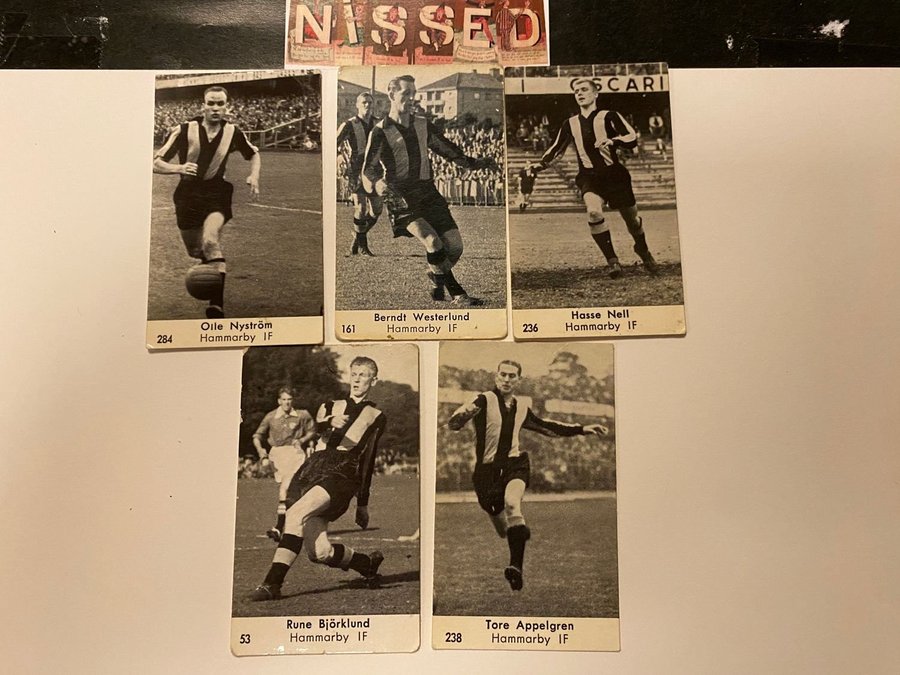 NISSED
OSCARI
Olle Nyström
284 Hammarby IF
Berndt Westerlund
161 Hammarby IF
Hasse Nell
236 Hammarby IF
Rune Björklund
53 Hammarby IF
Tore Appelgren
238 Hammarby IF